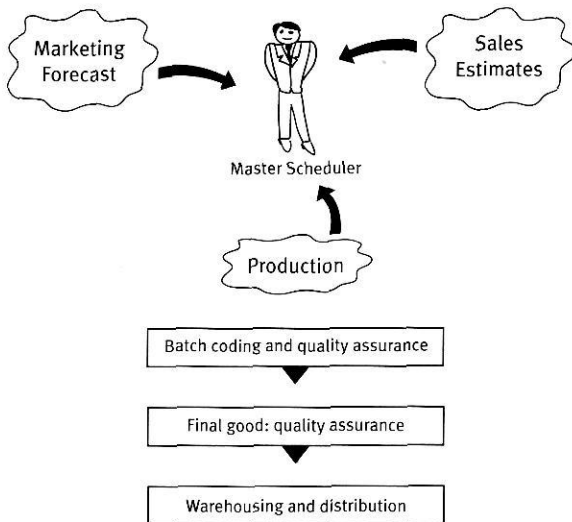 Marketing
Forecast
Sales
Estimates
Master Scheduler
Production
Batch coding and quality assurance
Final good: quality assurance
Warehousing and distribution